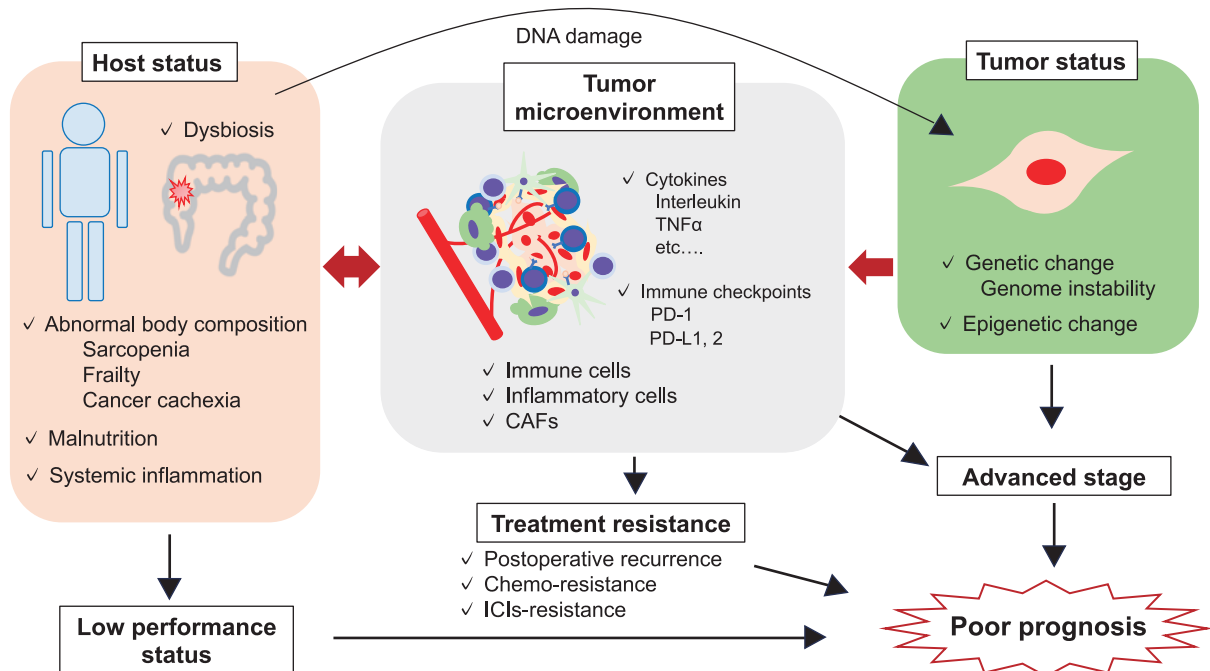 DNA damage
Host status
✓ Dysbiosis
✓ Abnormal body composition
Sarcopenia
Frailty
Cancer cachexia
✓ Malnutrition
✓ Systemic inflammation
Tumor
microenvironment
✓ Cytokines
Interleukin
TNFα
etc....
✓ Immune checkpoints
PD-1
PD-L1, 2
✓ Immune cells
✓ Inflammatory cells
✓ CAFs
Tumor status
✓ Genetic change
Genome instability
✓ Epigenetic change
Advanced stage
Treatment resistance
✓ Postoperative recurrence
✓ Chemo-resistance
✓ ICIs-resistance
Low performance
status
Poor prognosis